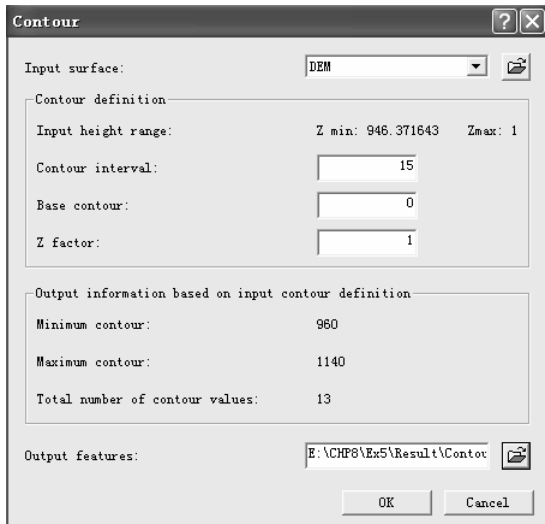 Contour
Input surface: DEM
Contour definition
Input height range: Z min: 946.371643 Zmax: 1
Contour interval: 15
Base contour: 0
Z factor: 1
Output information based on input contour definition
Minimum contour: 960
Maximum contour: 1140
Total number of contour values: 13
Output features: E:\CHP8\Ex5\Result\Contou
OK Cancel